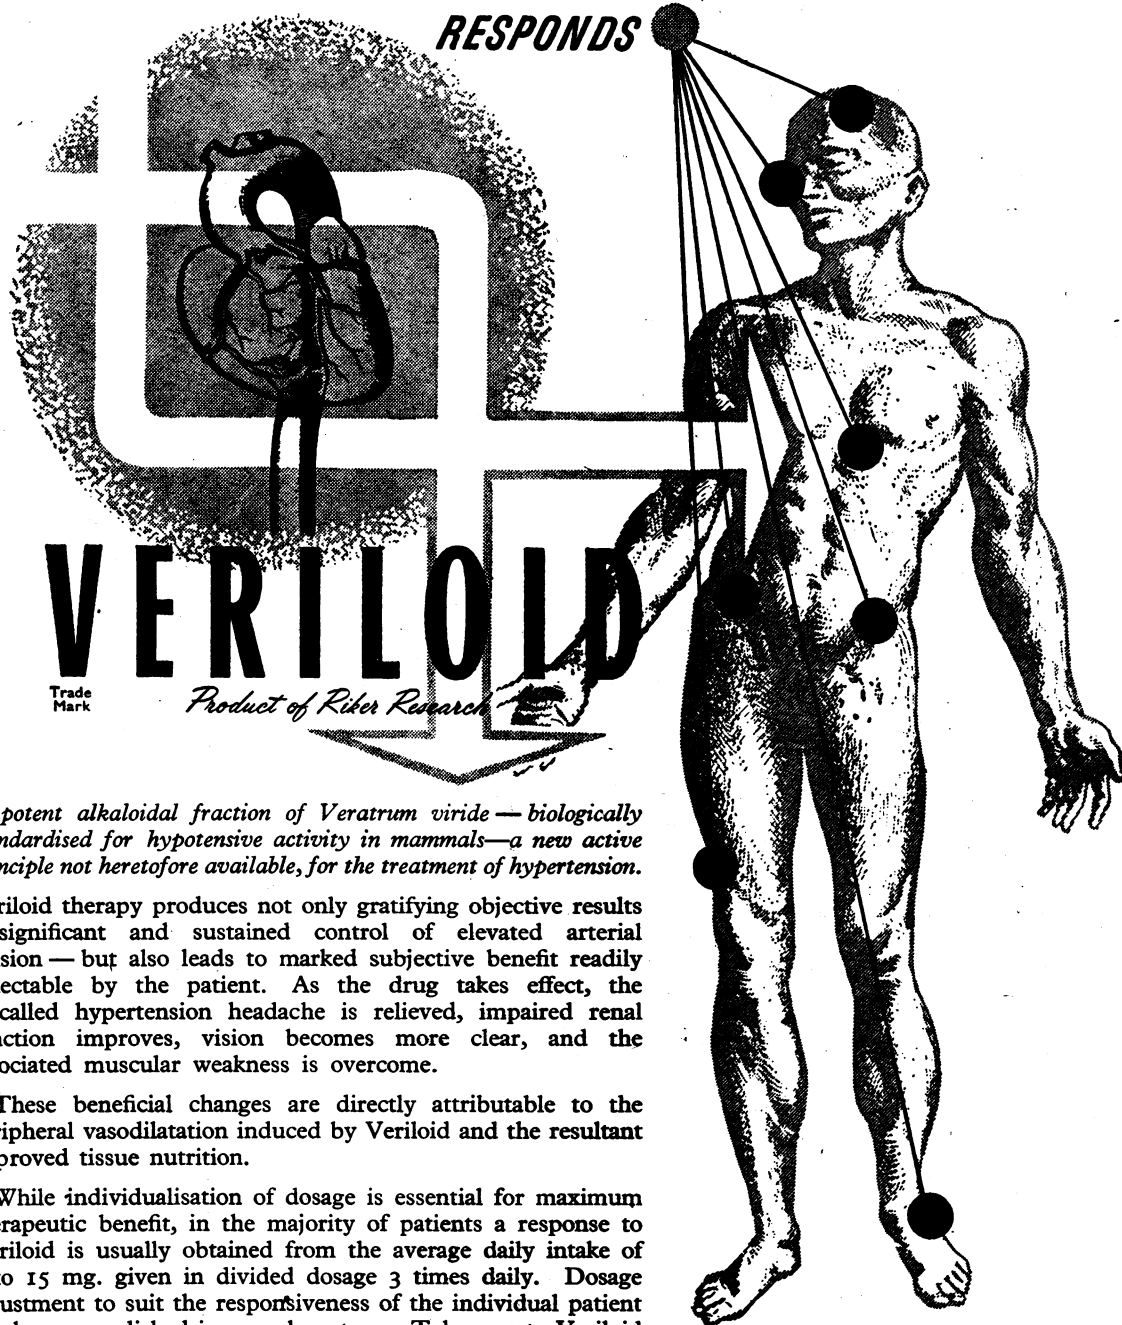 RESPONDS
VERILOID
Trade
Mark
Product of Riker Research
potent alkaloidal fraction of Veratrum viride — biologically
ndardised for hypotensive activity in mammals—a new active
nciple not heretofore available, for the treatment of hypertension.
riloid therapy produces not only gratifying objective results
significant and sustained control of elevated arterial
sion — but also leads to marked subjective benefit readily
ectable by the patient. As the drug takes effect, the
called hypertension headache is relieved, impaired renal
ction improves, vision becomes more clear, and the
ociated muscular weakness is overcome.
These beneficial changes are directly attributable to the
ipheral vasodilatation induced by Veriloid and the resultant
proved tissue nutrition.
While individualisation of dosage is essential for maximum
erapeutic benefit, in the majority of patients a response to
riloid is usually obtained from the average daily intake of
o 15 mg. given in divided dosage 3 times daily. Dosage
ustment to suit the responsiveness of the individual patient